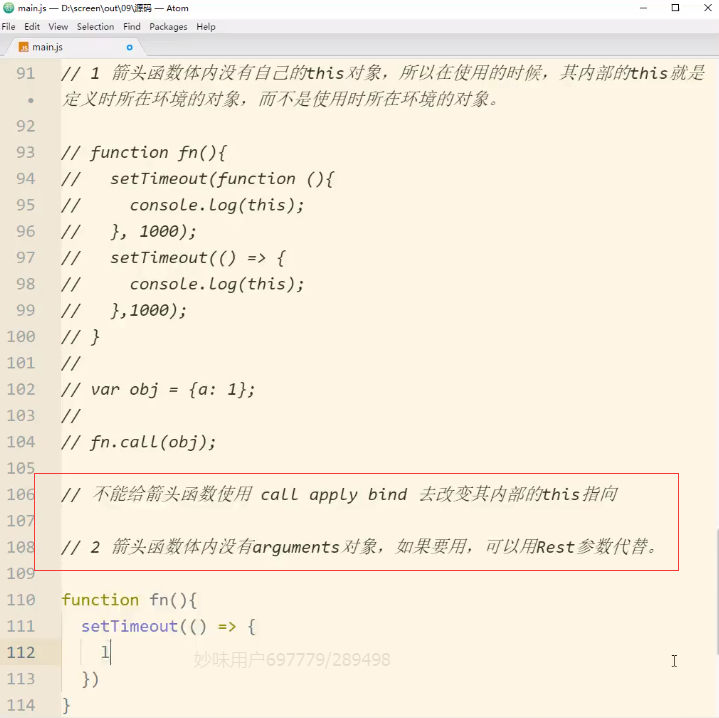 main.js — D:\screen\out\09\源码 — Atom
File Edit View Selection Find Packages Help
main.js
91 // 1 箭头函数体内没有自己的this对象，所以在使用的时候，其内部的this就是
• 定义时所在环境的对象，而不是使用时所在环境的对象。
92
93 // function fn(){
94 //   setTimeout(function (){
95 //     console.log(this);
96 //   }, 1000);
97 //   setTimeout(() => {
98 //     console.log(this);
99 //   },1000);
100 // }
101 //
102 // var obj = {a: 1};
103 //
104 // fn.call(obj);
105
106 // 不能给箭头函数使用 call apply bind 去改变其内部的this指向
107
108 // 2 箭头函数体内没有arguments对象，如果要用，可以用Rest参数代替。
109
110 function fn(){
111   setTimeout(() => {
112     l
妙味用户697779/289498
113   })
114 }